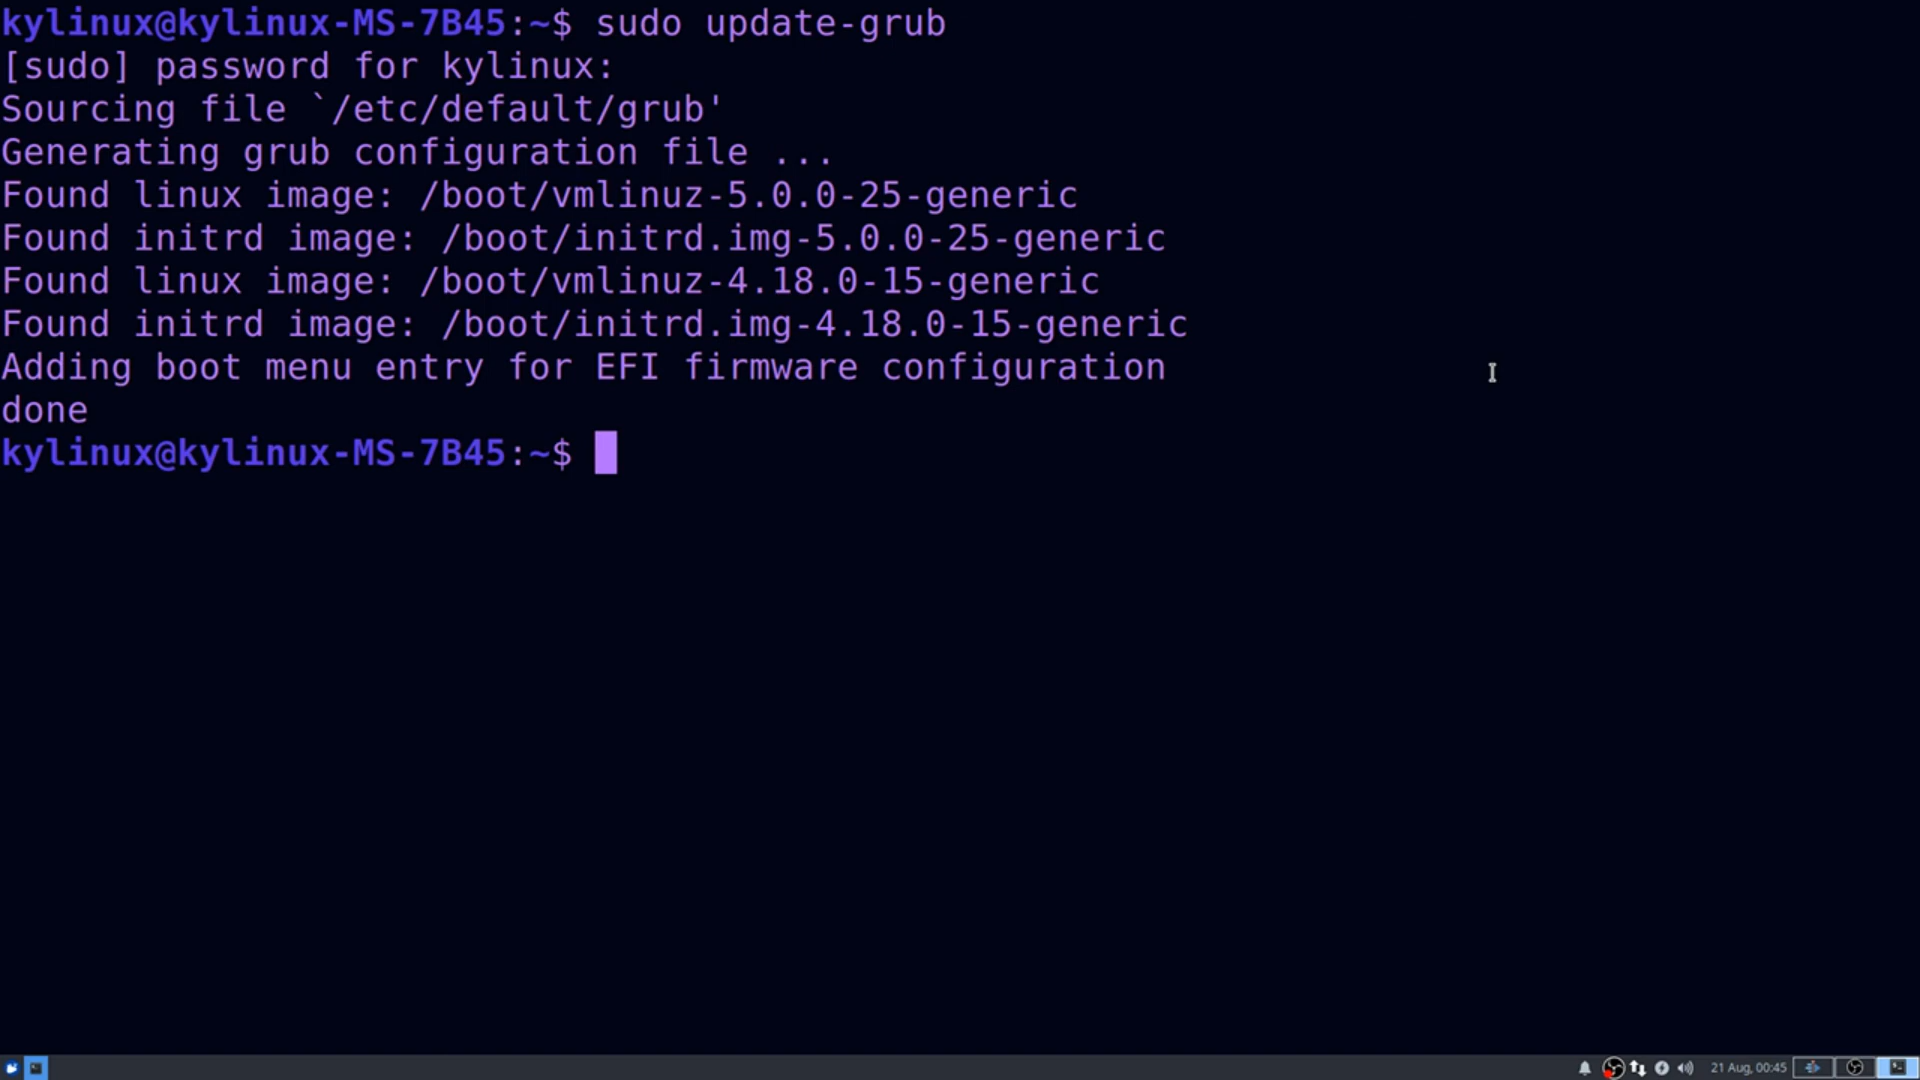 kylinux@kylinux-MS-7B45:~$ sudo update-grub
[sudo] password for kylinux:
Sourcing file `/etc/default/grub'
Generating grub configuration file ...
Found linux image: /boot/vmlinuz-5.0.0-25-generic
Found initrd image: /boot/initrd.img-5.0.0-25-generic
Found linux image: /boot/vmlinuz-4.18.0-15-generic
Found initrd image: /boot/initrd.img-4.18.0-15-generic
Adding boot menu entry for EFI firmware configuration
done
kylinux@kylinux-MS-7B45:~$
21 Aug, 00:45